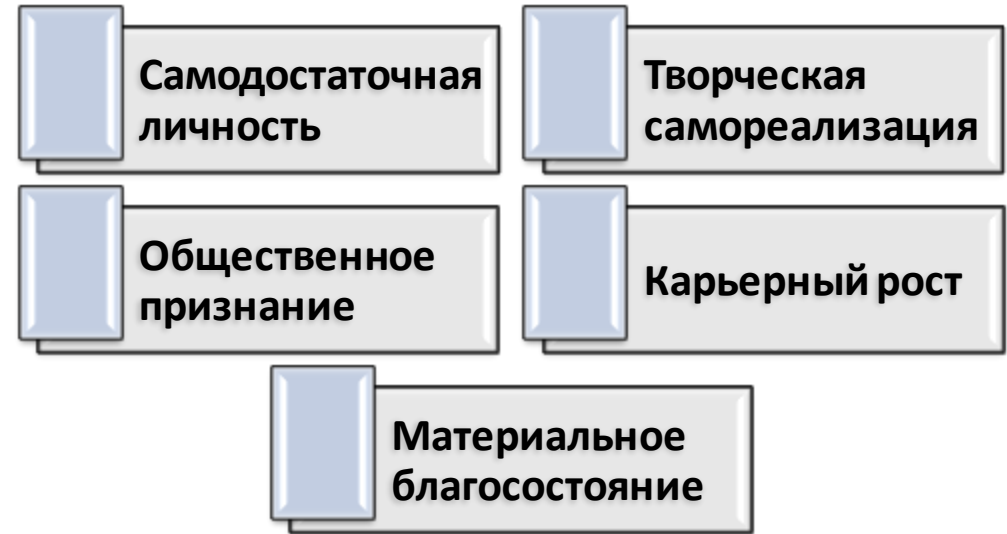 Самодостаточная
личность
Творческая
самореализация
Общественное
признание
Карьерный рост
Материальное
благосостояние